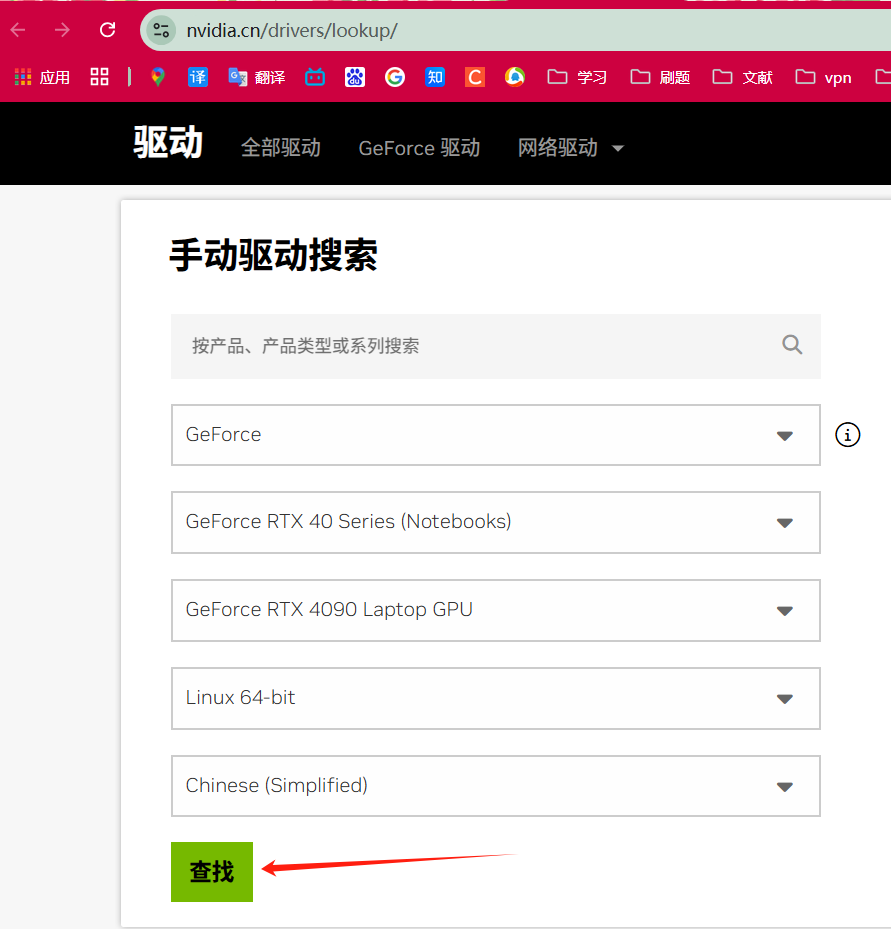 nvidia.cn/drivers/lookup/
应用 译 翻译 知 C 学习 刷题 文献 vpn
驱动 全部驱动 GeForce 驱动 网络驱动
手动驱动搜索
按产品、产品类型或系列搜索
GeForce
GeForce RTX 40 Series (Notebooks)
GeForce RTX 4090 Laptop GPU
Linux 64-bit
Chinese (Simplified)
查找